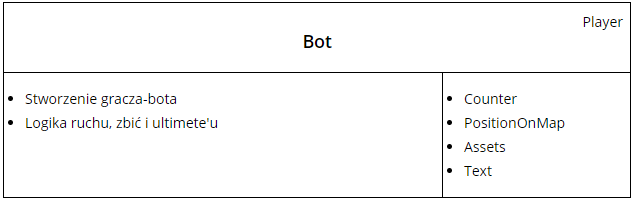 Player
Bot
Stworzenie gracza-bota
Logika ruchu, zbić i ultimete'u
Counter
PositionOnMap
Assets
Text